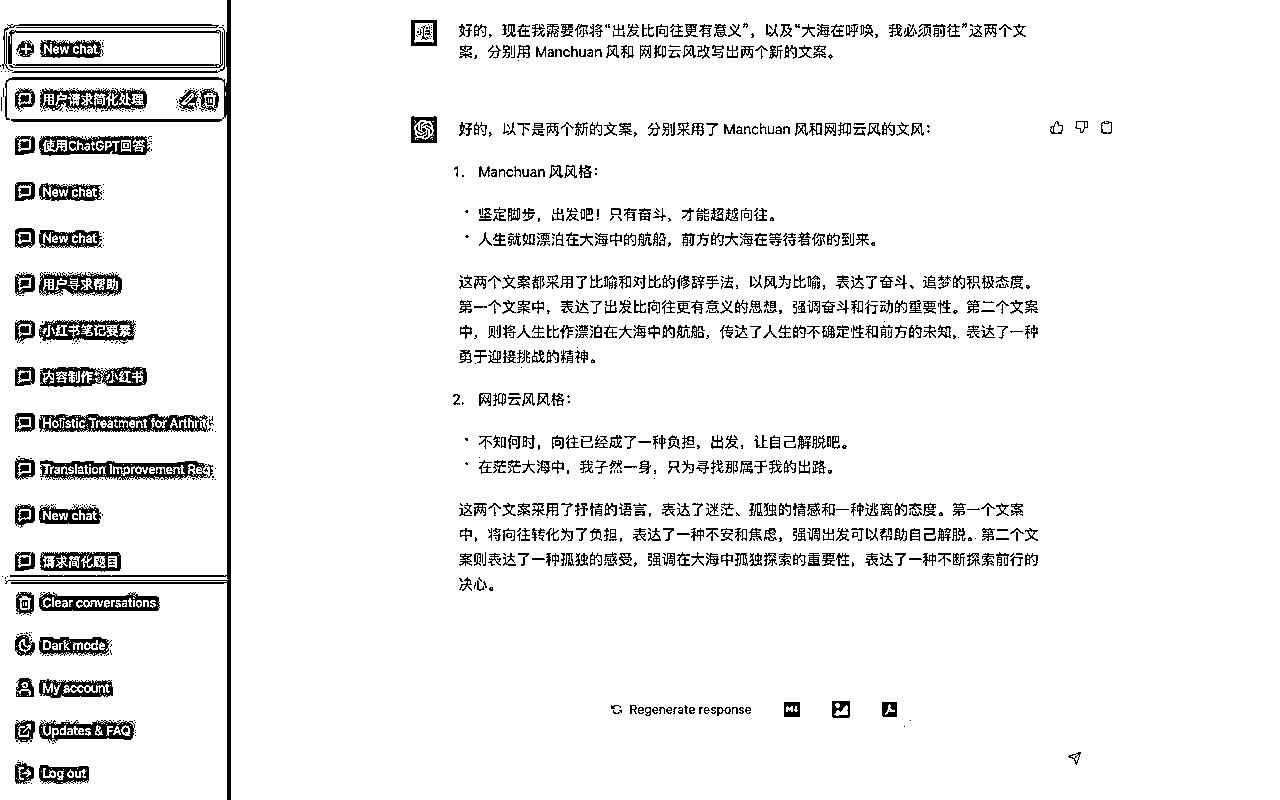 New chat
用户请求简化处理
使用ChatGPT回答
New chat
New chat
用户寻求帮助
小红书笔记要素
内容制作：小红书
Holistic Treatment for Arthritic
Translation Improvement Req
New chat
请求简化题目
Clear conversations
Dark mode
My account
Updates & FAQ
Log out
好的，现在我需要你将“出发比向往更有意义”，以及“大海在呼唤，我必须前往”这两个文
案，分别用 Manchuan 风和 网抑云风改写出两个新的文案。
好的，以下是两个新的文案，分别采用了 Manchuan 风和网抑云风的文风：
1. Manchuan 风风格：
• 坚定脚步，出发吧！只有奋斗，才能超越向往。
• 人生就如漂泊在大海中的航船，前方的大海在等待着你的到来。
这两个文案都采用了比喻和对比的修辞手法，以风为比喻，表达了奋斗、追梦的积极态度。
第一个文案中，表达了出发比向往更有意义的思想，强调奋斗和行动的重要性。第二个文案
中，则将人生比作漂泊在大海中的航船，传达了人生的不确定性和前方的未知，表达了一种
勇于迎接挑战的精神。
2. 网抑云风风格：
• 不知何时，向往已经成了一种负担，出发，让自己解脱吧。
• 在茫茫大海中，我孑然一身，只为寻找那属于我的出路。
这两个文案采用了抒情的语言，表达了迷茫、孤独的情感和一种逃离的态度。第一个文案
中，将向往转化为了负担，表达了一种不安和焦虑，强调出发可以帮助自己解脱。第二个文
案则表达了一种孤独的感受，强调在大海中孤独探索的重要性，表达了一种不断探索前行的
决心。
Regenerate response